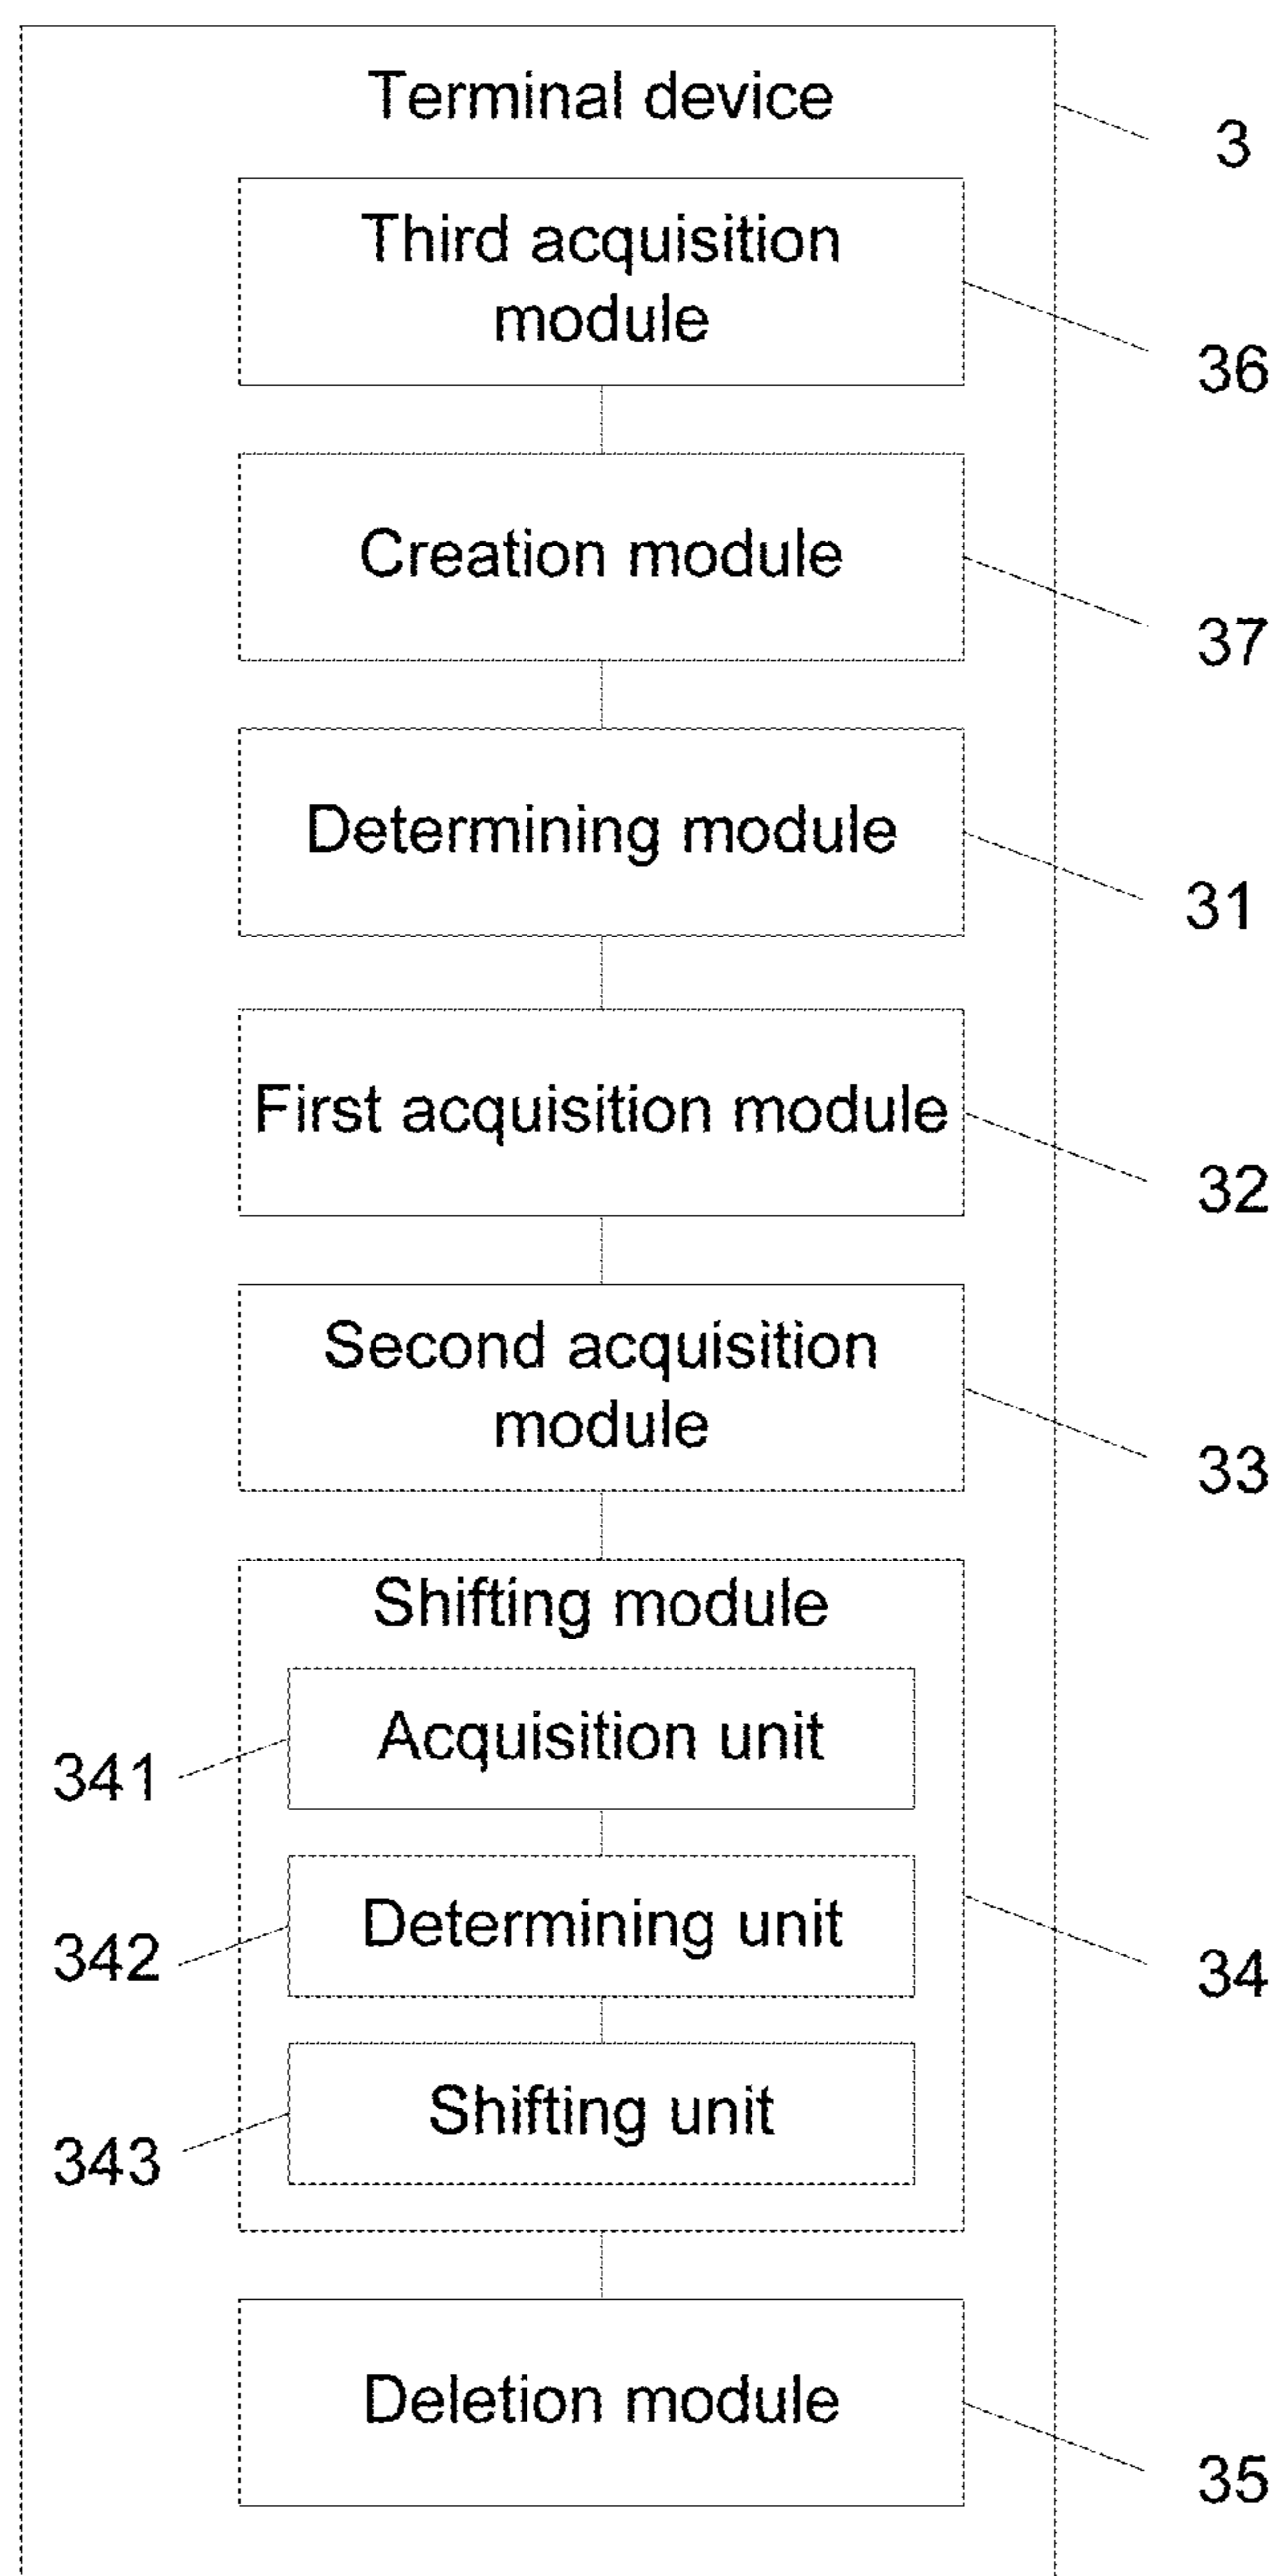 Terminal device
3
Third acquisition
module
36
Creation module
37
Determining module
31
First acquisition module
32
Second acquisition
module
33
Shifting module
Acquisition unit
341
Determining unit
342
34
Shifting unit
343
Deletion module
35